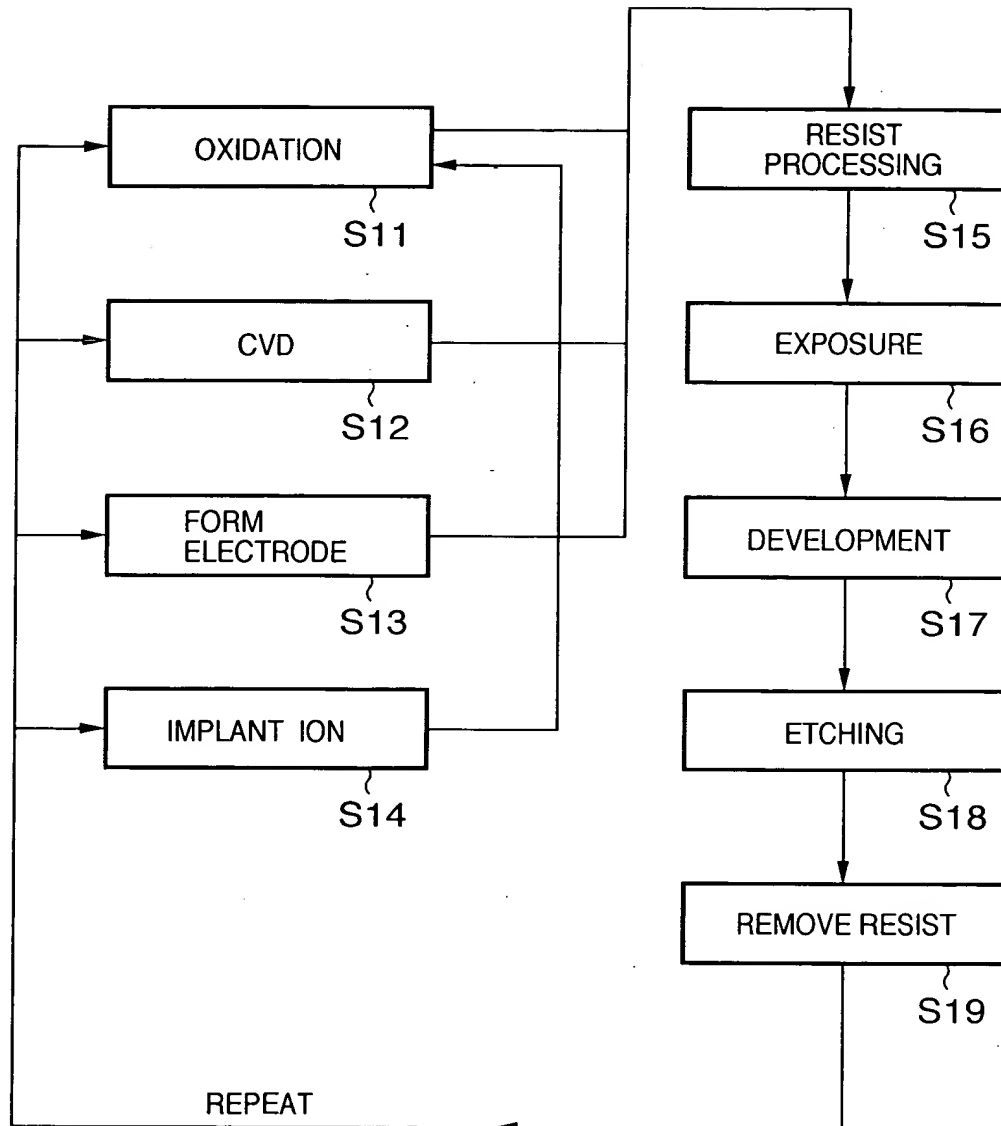 OXIDATION
S11
CVD
S12
FORM
ELECTRODE
S13
IMPLANT ION
S14
RESIST
PROCESSING
S15
EXPOSURE
S16
DEVELOPMENT
S17
ETCHING
S18
REMOVE RESIST
S19
REPEAT